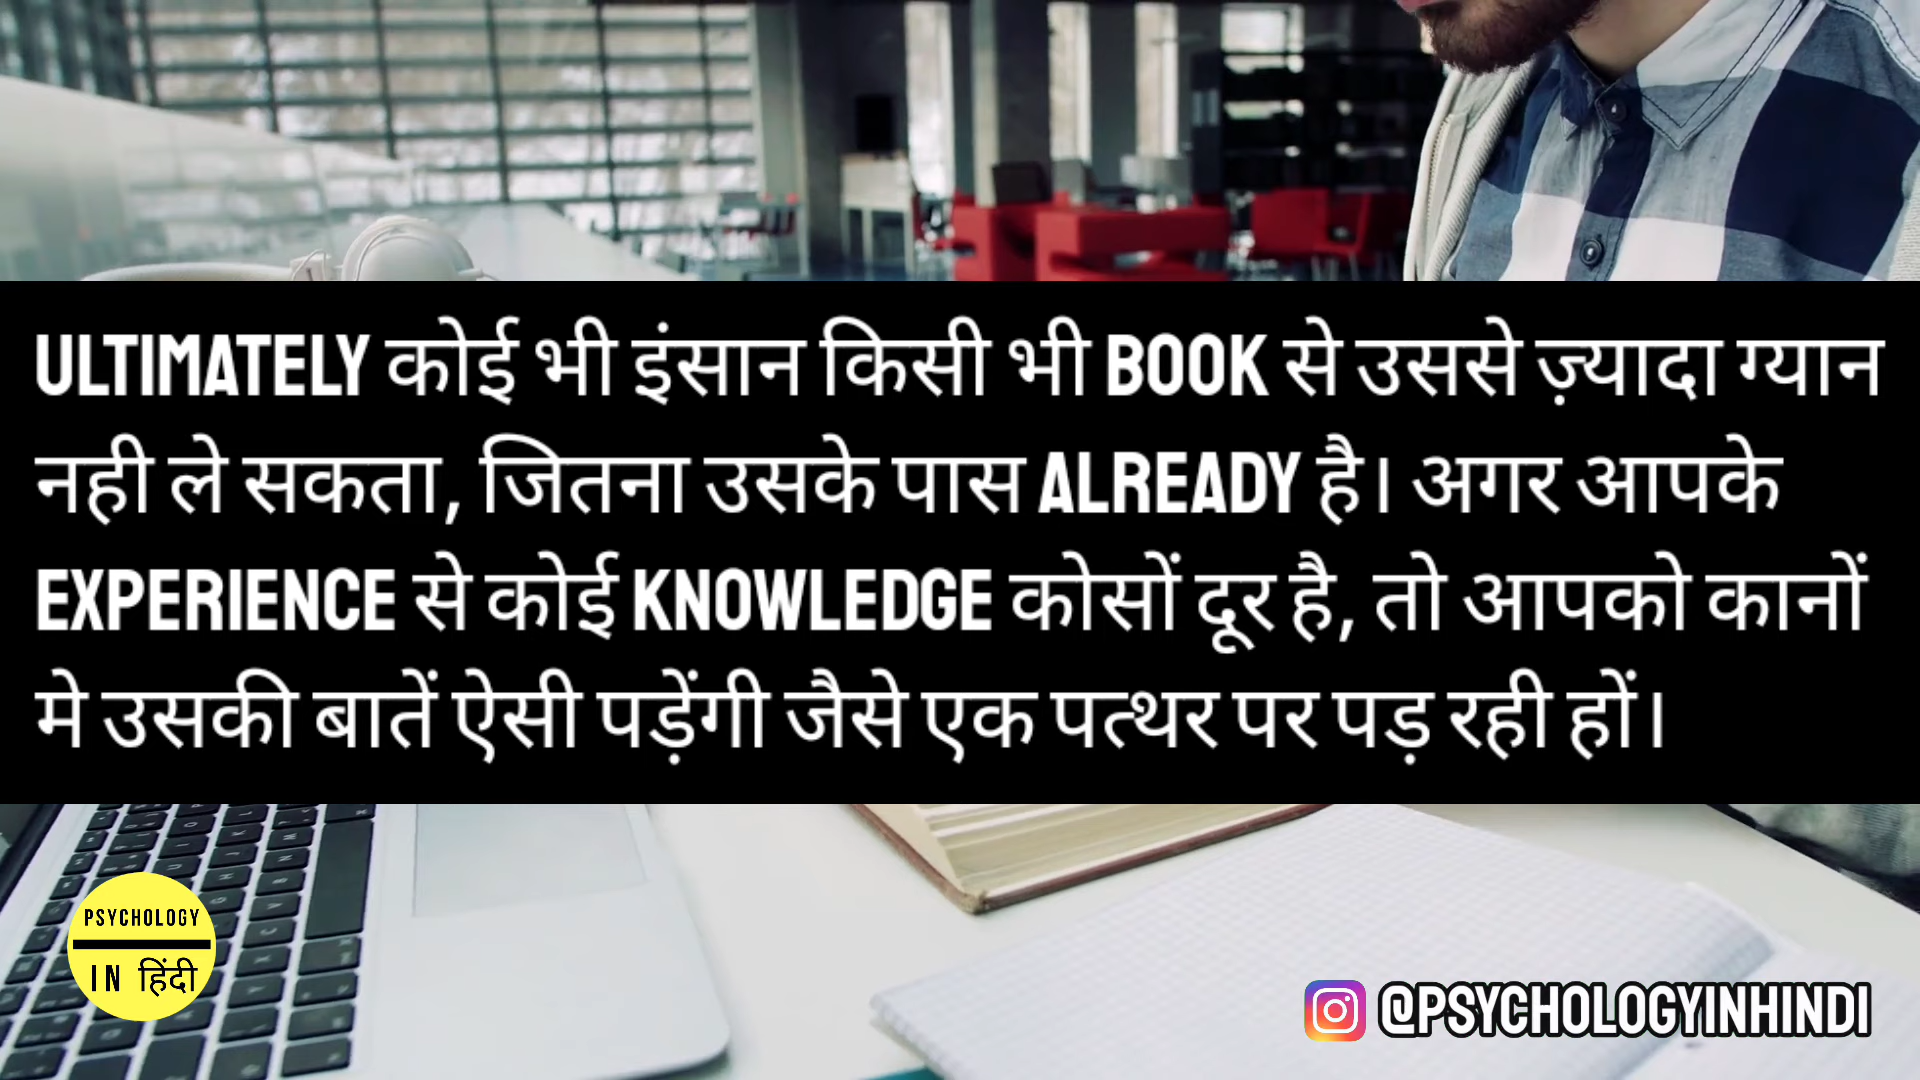 ULTIMATELY कोई भी इंसान किसी भी BOOK से उससे ज़्यादा ग्यान
नही ले सकता, जितना उसके पास ALREADY है। अगर आपके
EXPERIENCE से कोई KNOWLEDGE कोसों दूर है, तो आपको कानों
मे उसकी बातें ऐसी पड़ेंगी जैसे एक पत्थर पर पड़ रही हों।
PSYCHOLOGY
IN हिंदी
@PSYCHOLOGYINHINDI